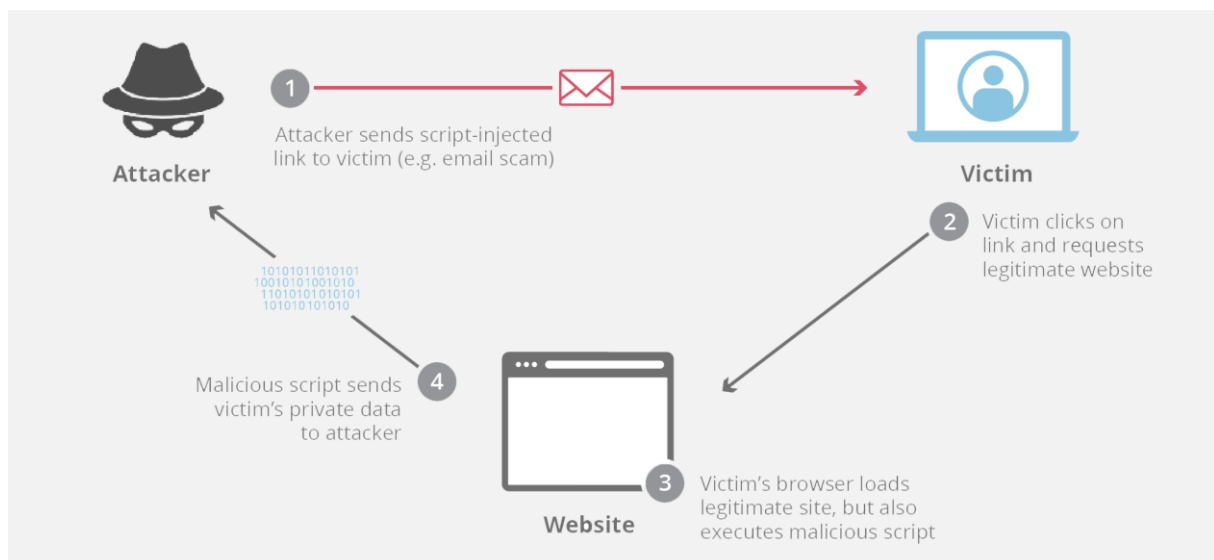 1
Attacker sends script-injected
link to victim (e.g. email scam)
Attacker
Victim
2
Victim clicks on
link and requests
legitimate website
10101011010101
10010101001010
11010101010101
101010101010
4
Malicious script sends
victim's private data
to attacker
3
Victim's browser loads
legitimate site, but also
executes malicious script
Website